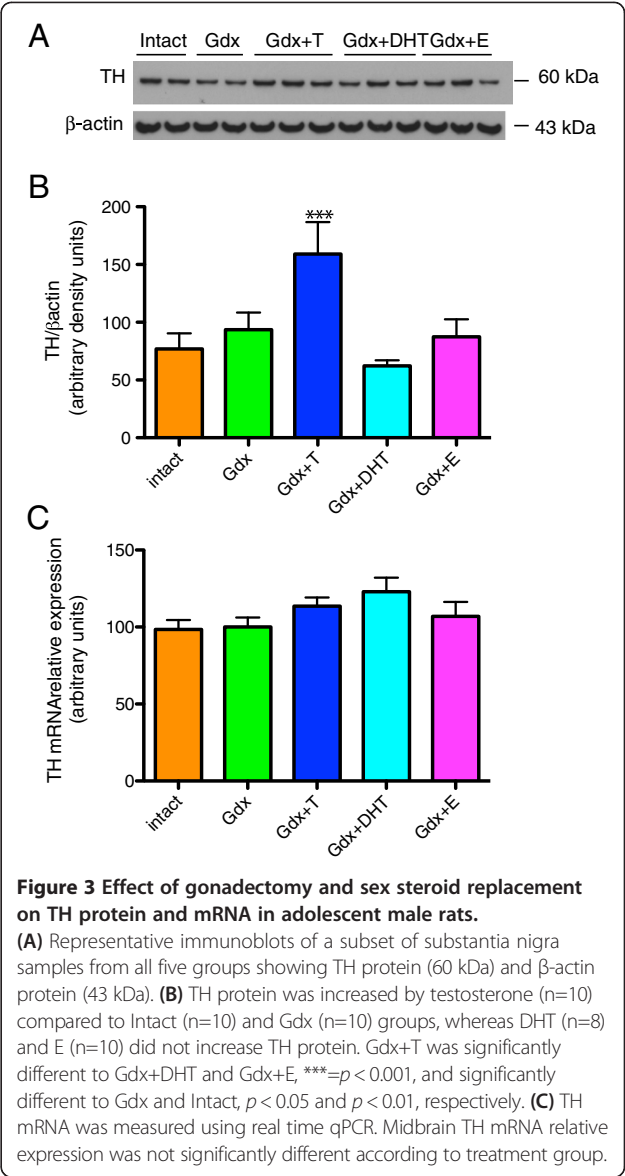 A
Intact Gdx Gdx+T Gdx+DHT Gdx+E
TH
60 kDa
β-actin
43 kDa
B
200
150
100
50
0
TH/βactin
(arbitrary density units)
***
intact
Gdx
Gdx+T
Gdx+DHT
Gdx+E
C
150
100
50
0
TH mRNArelative expression
(arbitrary units)
intact
Gdx
Gdx+T
Gdx+DHT
Gdx+E
Figure 3 Effect of gonadectomy and sex steroid replacement
on TH protein and mRNA in adolescent male rats.
(A) Representative immunoblots of a subset of substantia nigra
samples from all five groups showing TH protein (60 kDa) and β-actin
protein (43 kDa). (B) TH protein was increased by testosterone (n=10)
compared to Intact (n=10) and Gdx (n=10) groups, whereas DHT (n=8)
and E (n=10) did not increase TH protein. Gdx+T was significantly
different to Gdx+DHT and Gdx+E, ***=p < 0.001, and significantly
different to Gdx and Intact, p < 0.05 and p < 0.01, respectively. (C) TH
mRNA was measured using real time qPCR. Midbrain TH mRNA relative
expression was not significantly different according to treatment group.